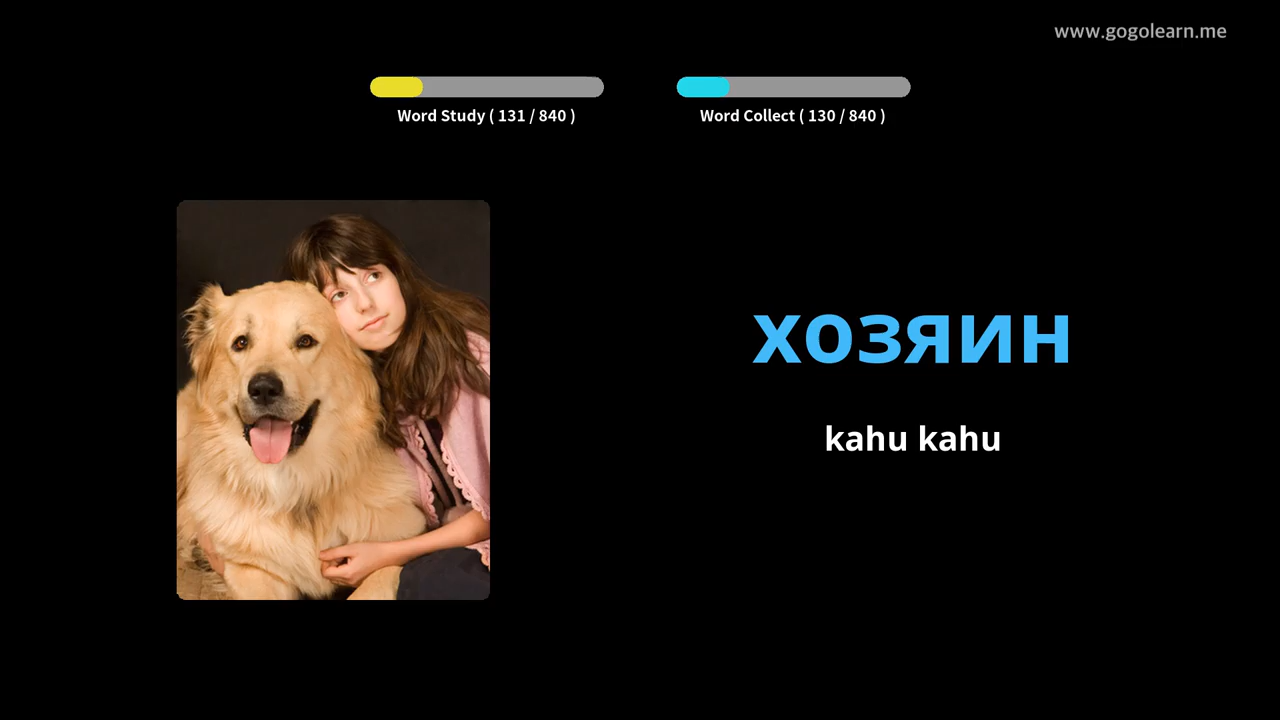 www.gogolearn.me
Word Study ( 131 / 840 )
Word Collect ( 130 / 840 )
хозяин
kahu kahu